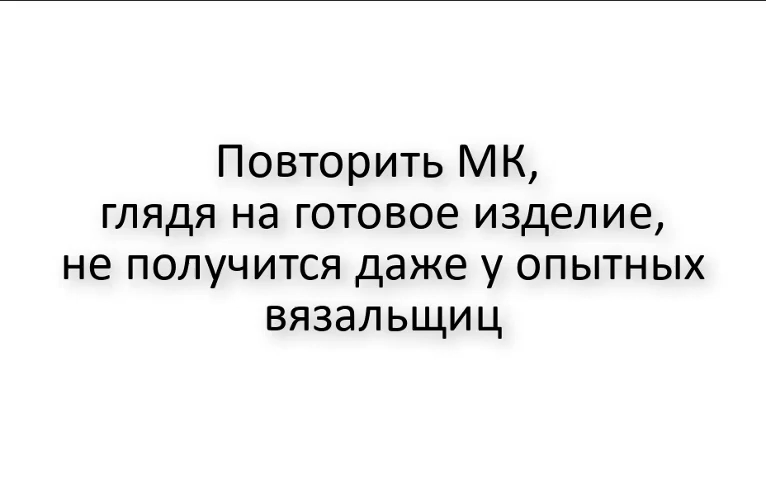 Повторить МК,
глядя на готовое изделие,
не получится даже у опытных
вязальщиц